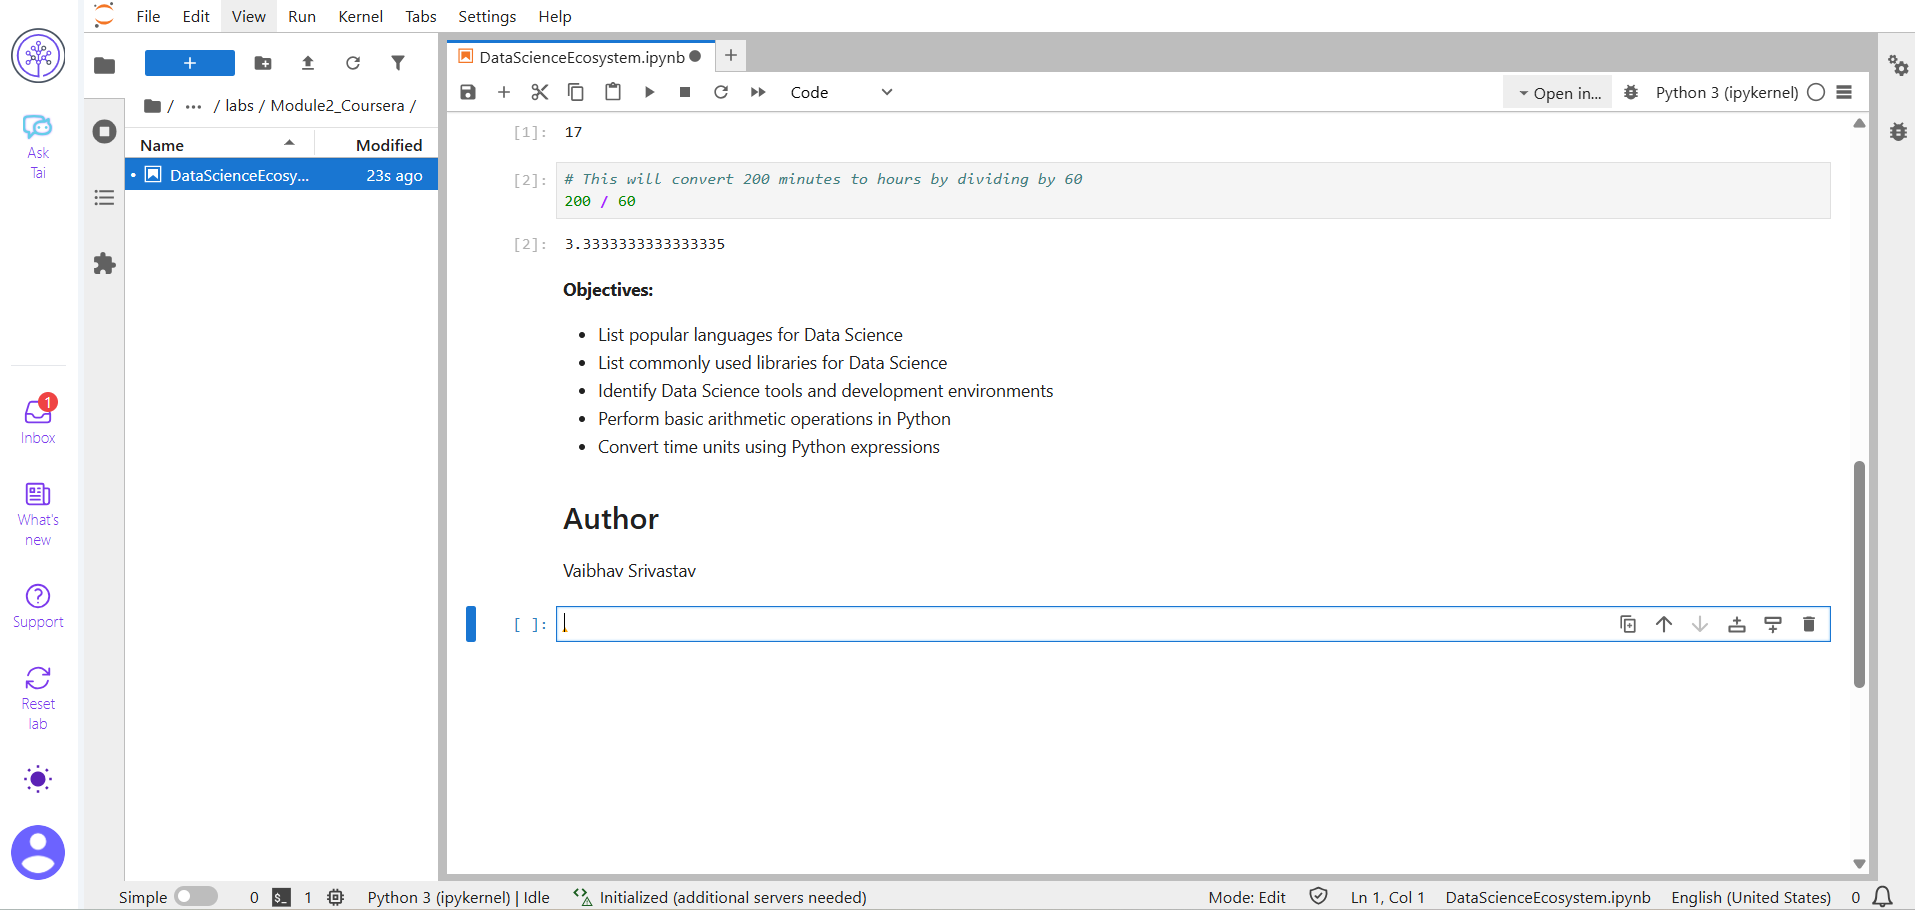 File Edit View Run Kernel Tabs Settings Help
Ask
Tai
Inbox
1
What's
new
Support
Reset
lab
/ ... / labs / Module2_Coursera /
Name Modified
DataScienceEcosy... 23s ago
DataScienceEcosystem.ipynb
Code
Open in...
Python 3 (ipykernel)
[1]: 17
[2]: # This will convert 200 minutes to hours by dividing by 60
200 / 60
[2]: 3.3333333333333335
Objectives:
• List popular languages for Data Science
• List commonly used libraries for Data Science
• Identify Data Science tools and development environments
• Perform basic arithmetic operations in Python
• Convert time units using Python expressions
Author
Vaibhav Srivastav
[ ]:
Simple 0 $_ 1 Python 3 (ipykernel) | Idle Initialized (additional servers needed) Mode: Edit Ln 1, Col 1 DataScienceEcosystem.ipynb English (United States) 0